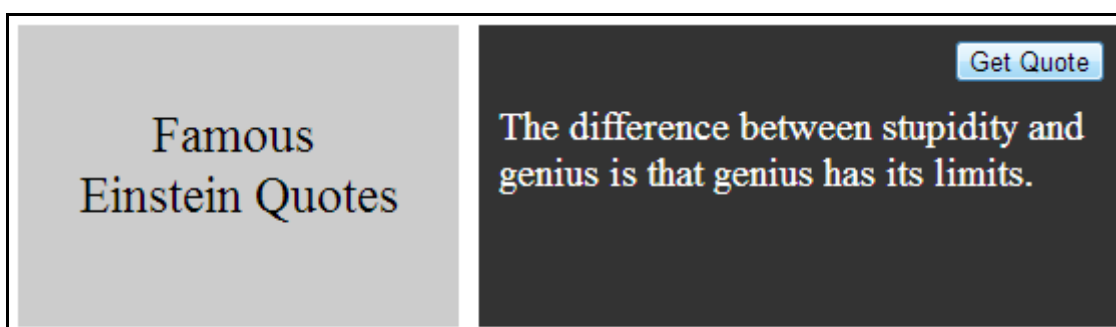 Famous
Einstein Quotes
Get Quote
The difference between stupidity and
genius is that genius has its limits.